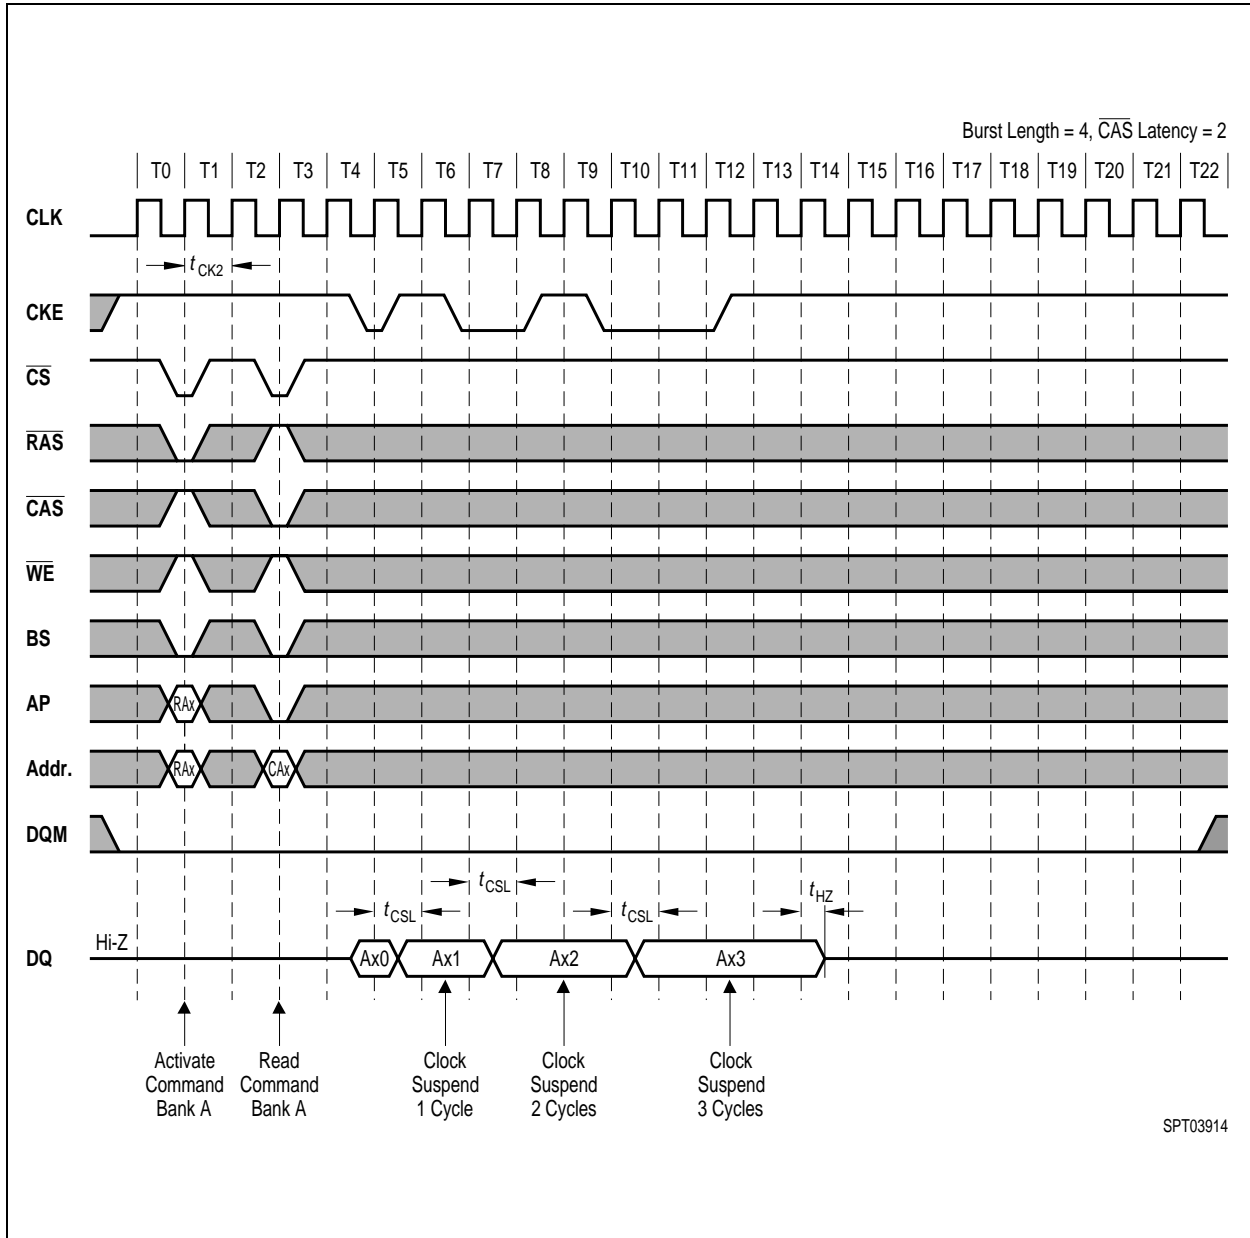 Burst Length = 4, CAS Latency = 2
T0 T1 T2 T3 T4 T5 T6 T7 T8 T9 T10 T11 T12 T13 T14 T15 T16 T17 T18 T19 T20 T21 T22
CLK
tCK2
CKE
CS
RAS
CAS
WE
BS
AP RAx
Addr. RAx CAx
DQM
tCSL tHZ
tCSL tCSL
Hi-Z
DQ Ax0 Ax1 Ax2 Ax3
Activate
Command
Bank A
Read
Command
Bank A
Clock
Suspend
1 Cycle
Clock
Suspend
2 Cycles
Clock
Suspend
3 Cycles
SPT03914